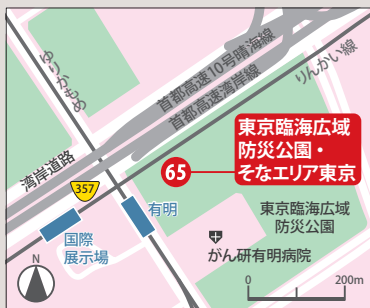 首都高速10号晴海線
首都高速湾岸線
りんかい線
ゆりかもめ
湾岸道路
357
65
東京臨海広域
防災公園・
そなエリア東京
有明
国際
展示場
東京臨海広域
防災公園
がん研有明病院
N
0
200m